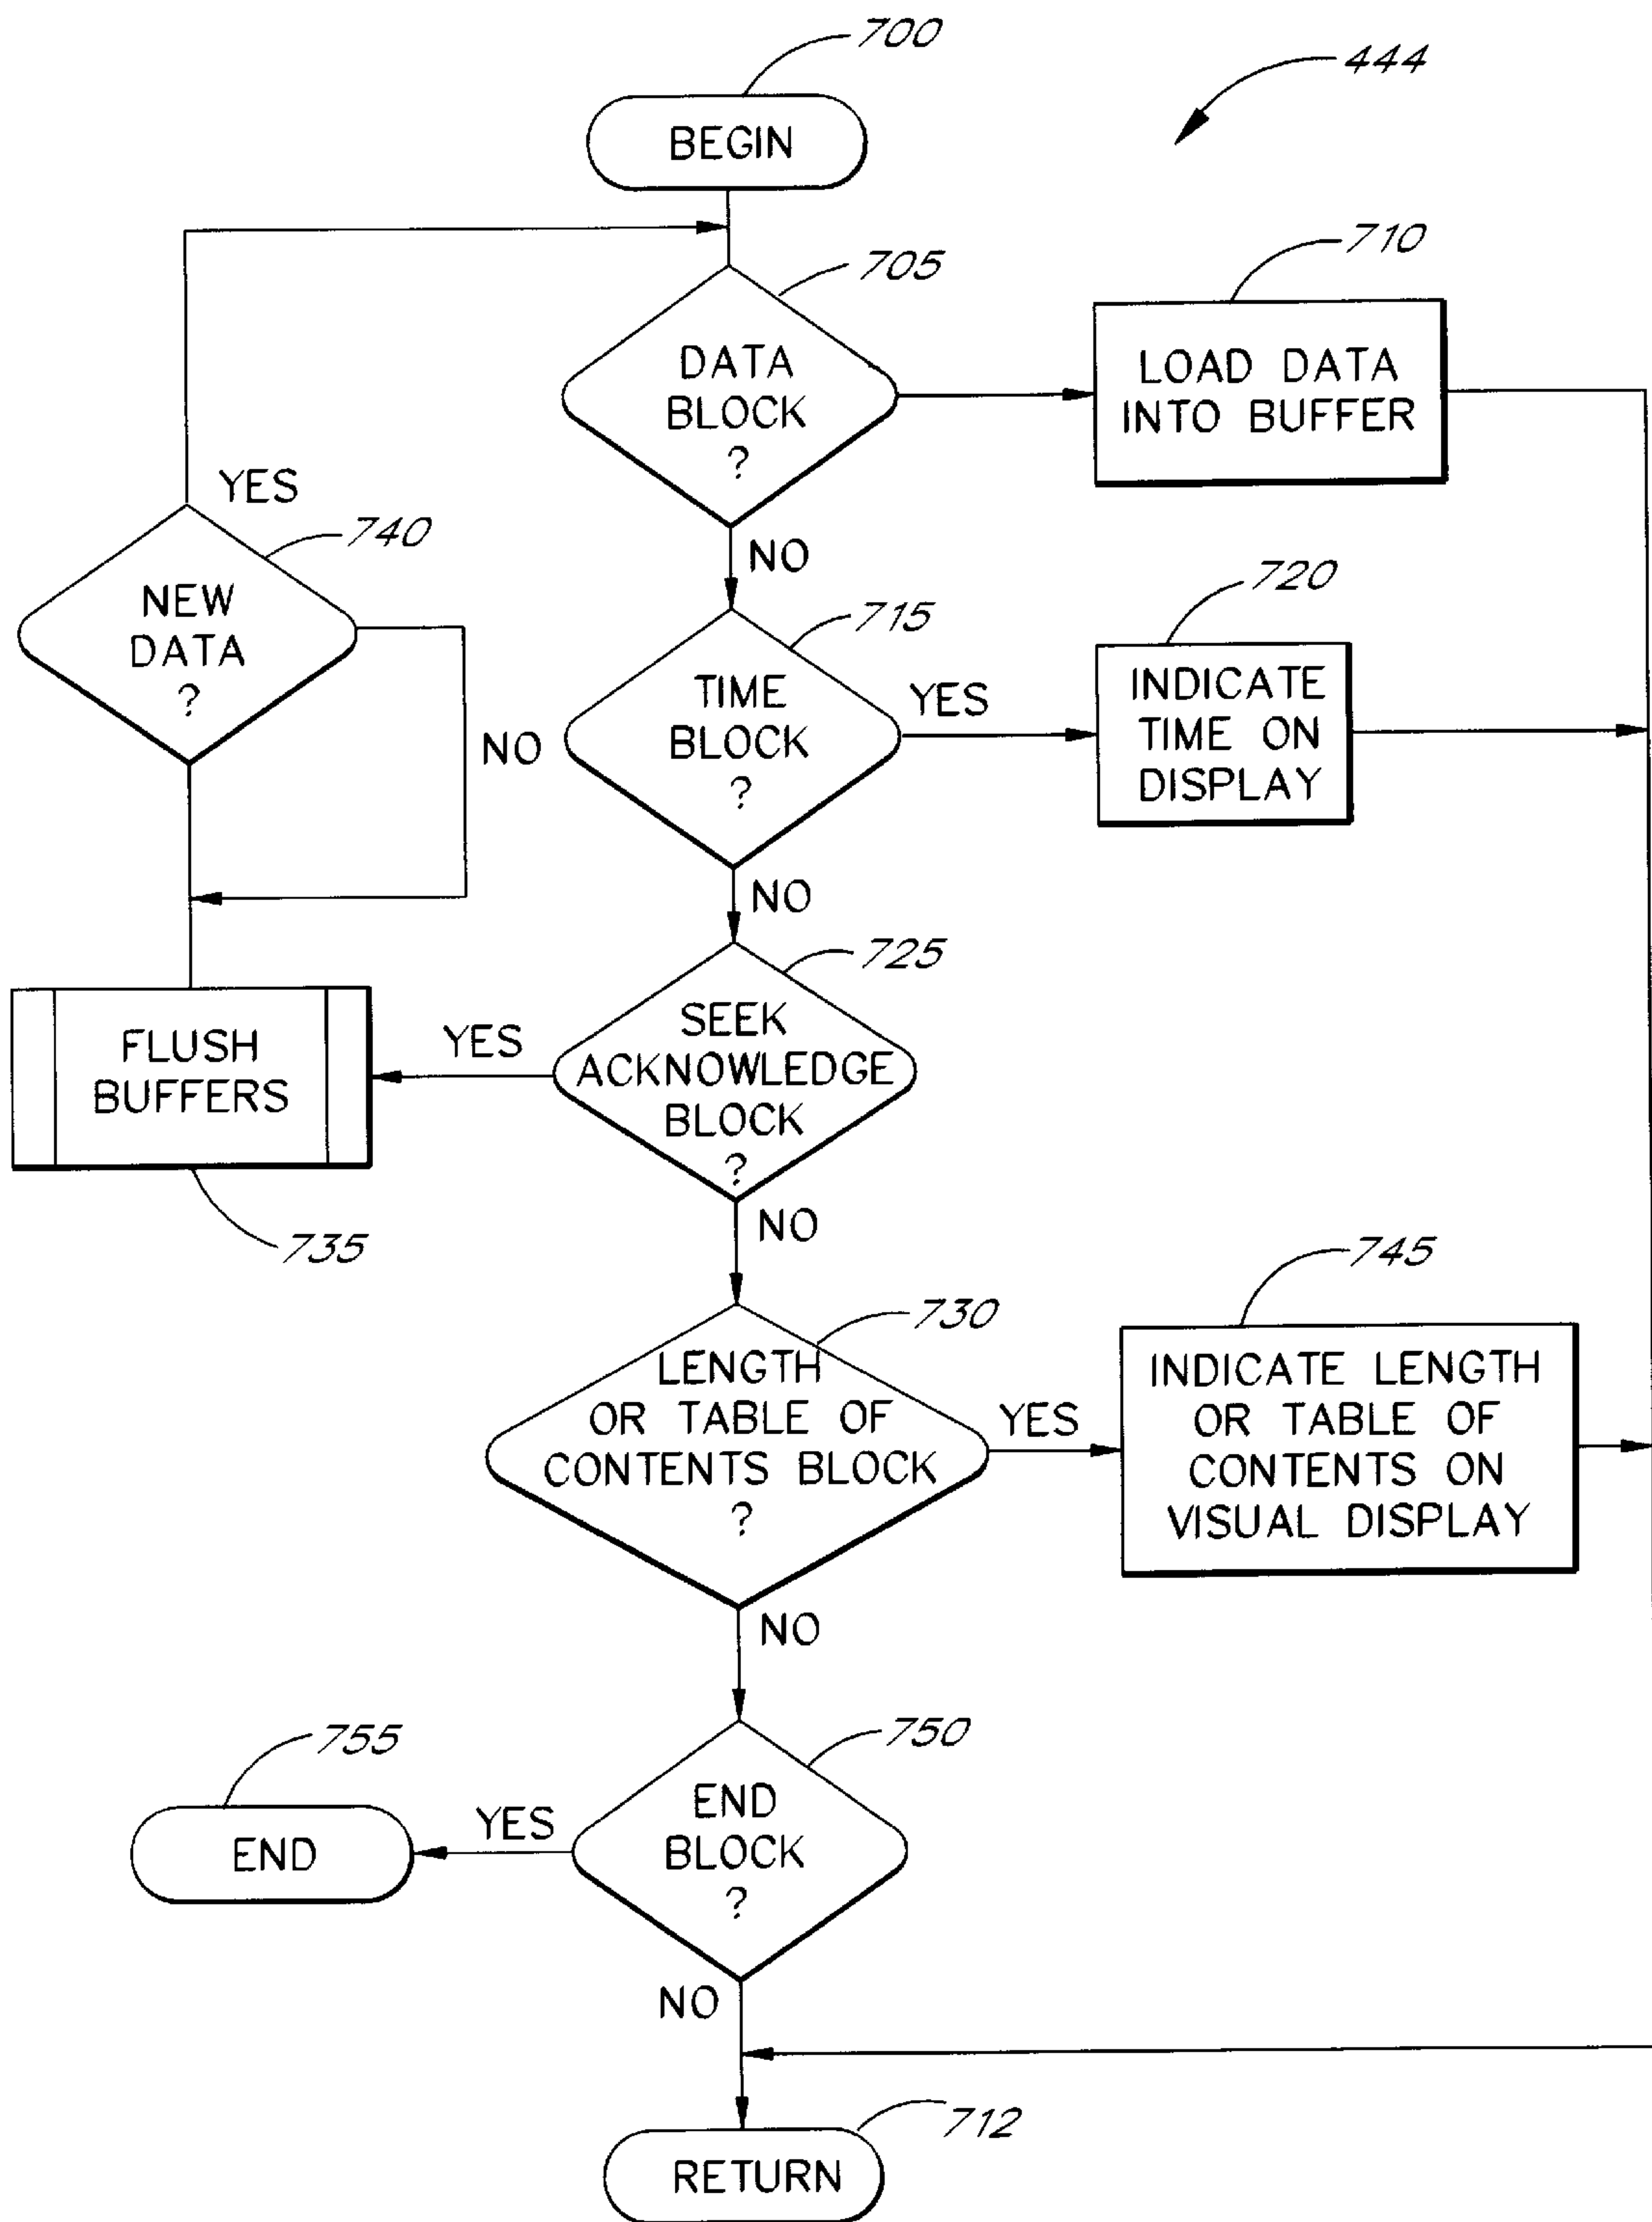 700
444
BEGIN
705
710
DATA
BLOCK
?
LOAD DATA
INTO BUFFER
YES
740
NEW
DATA
?
NO
NO
715
720
TIME
BLOCK
?
YES
INDICATE
TIME ON
DISPLAY
NO
725
SEEK
ACKNOWLEDGE
BLOCK
?
YES
FLUSH
BUFFERS
735
NO
730
745
LENGTH
OR TABLE OF
CONTENTS BLOCK
?
YES
INDICATE LENGTH
OR TABLE OF
CONTENTS ON
VISUAL DISPLAY
NO
750
755
END
BLOCK
?
YES
END
NO
712
RETURN